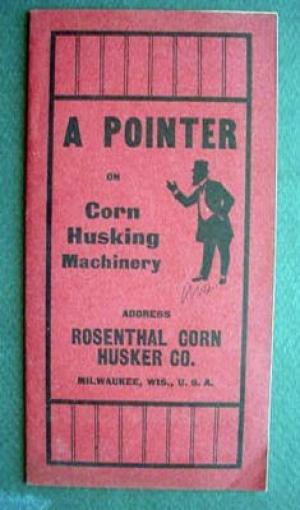 A POINTER
ON
Corn
Husking
Machinery
ADDRESS
ROSENTHAL CORN
HUSKER CO.
MILWAUKEE, WIS., U. S. A.